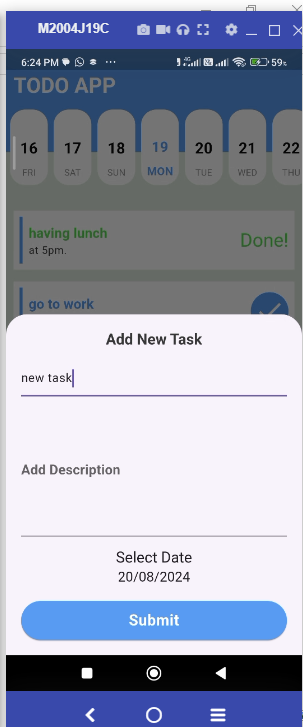 M2004J19C
6:24 PM
4G
59%
TODO APP
16 17 18 19 20 21 22
FRI SAT SUN MON TUE WED THU
having lunch
at 5pm.
Done!
go to work
Add New Task
new task
Add Description
Select Date
20/08/2024
Submit